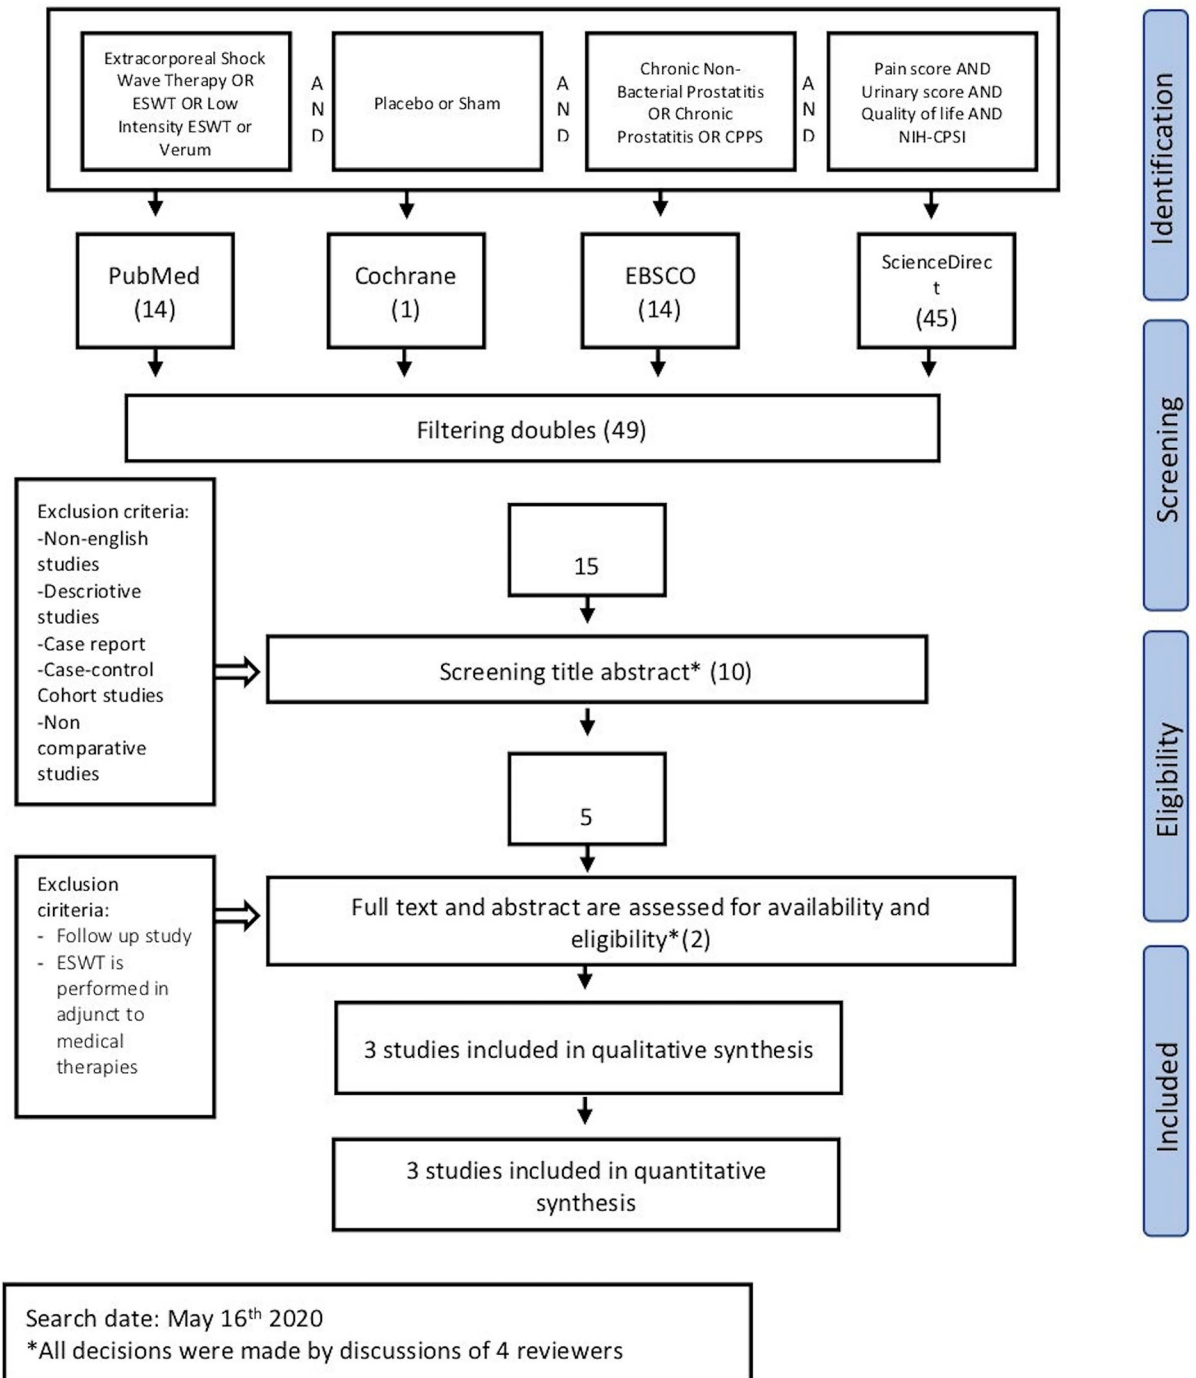 Extracorporeal Shock
Wave Therapy OR
ESWT OR Low
Intensity ESWT or
Verum
A
N
D
Placebo or Sham
A
N
D
Chronic Non-
Bacterial Prostatitis
OR Chronic
Prostatitis OR CPPS
A
N
D
Pain score AND
Urinary score AND
Quality of life AND
NIH-CPSI
Identification
PubMed
(14)
Cochrane
(1)
EBSCO
(14)
ScienceDirec
t
(45)
Filtering doubles (49)
Screening
Exclusion criteria:
-Non-english
studies
-Descriotive
studies
-Case report
-Case-control
Cohort studies
-Non
comparative
studies
15
Screening title abstract* (10)
5
Eligibility
Exclusion
ciriteria:
- Follow up study
- ESWT is
performed in
adjunct to
medical
therapies
Full text and abstract are assessed for availability and
eligibility*(2)
3 studies included in qualitative synthesis
3 studies included in quantitative
synthesis
Included
Search date: May 16th 2020
*All decisions were made by discussions of 4 reviewers